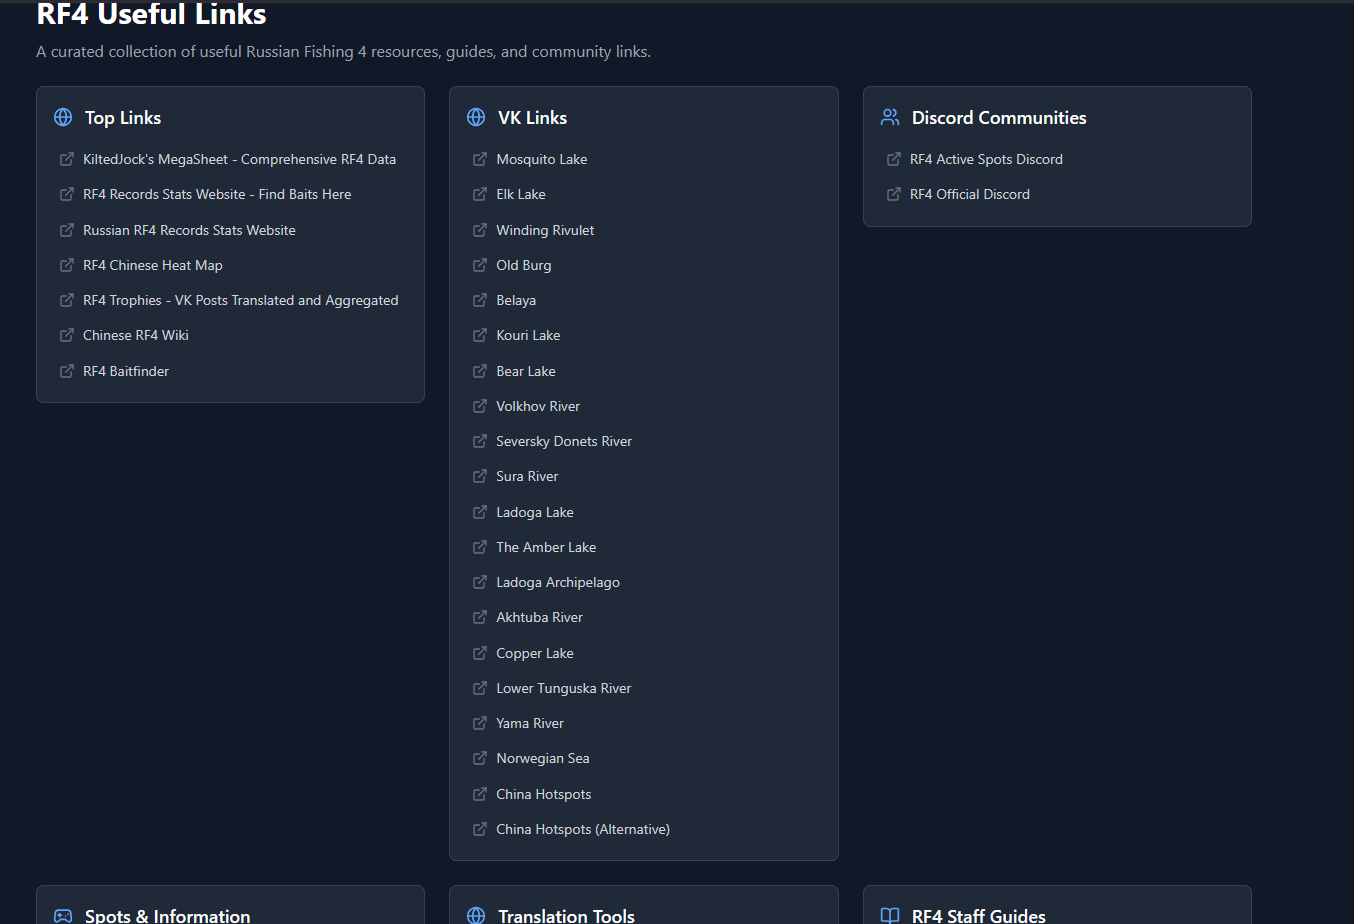 RF4 Useful Links
A curated collection of useful Russian Fishing 4 resources, guides, and community links.
Top Links
KiltedJock's MegaSheet - Comprehensive RF4 Data
RF4 Records Stats Website - Find Baits Here
Russian RF4 Records Stats Website
RF4 Chinese Heat Map
RF4 Trophies - VK Posts Translated and Aggregated
Chinese RF4 Wiki
RF4 Baitfinder
VK Links
Mosquito Lake
Elk Lake
Winding Rivulet
Old Burg
Belaya
Kouri Lake
Bear Lake
Volkhov River
Seversky Donets River
Sura River
Ladoga Lake
The Amber Lake
Ladoga Archipelago
Akhtuba River
Copper Lake
Lower Tunguska River
Yama River
Norwegian Sea
China Hotspots
China Hotspots (Alternative)
Discord Communities
RF4 Active Spots Discord
RF4 Official Discord
Spots & Information
Translation Tools
RF4 Staff Guides